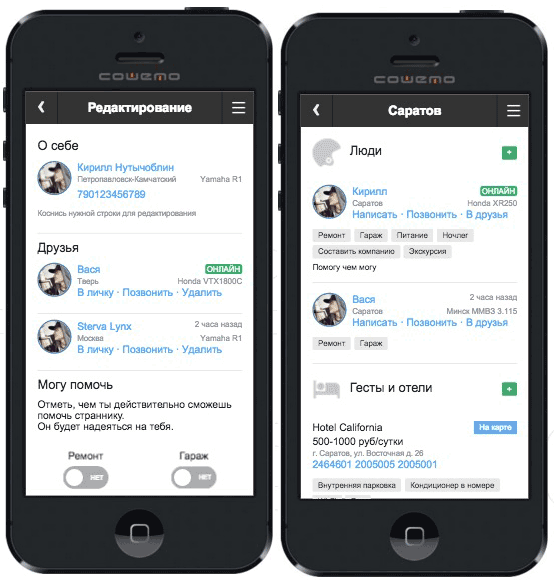 cowemo
Редактирование
О себе
Кирилл Нутычоблин
Петропавловск-Камчатский Yamaha R1
790123456789
Коснись нужной строки для редактирования
Друзья
Вася ОНЛАЙН
Тверь Honda VTX1800C
В личку · Позвонить · Удалить
Sterva Lynx 2 часа назад
Москва Yamaha R1
В личку · Позвонить · Удалить
Могу помочь
Отметь, чем ты действительно сможешь
помочь страннику.
Он будет надеяться на тебя.
Ремонт Гараж
НЕТ НЕТ
cowemo
Саратов
Люди +
Кирилл ОНЛАЙН
Саратов Honda XR250
Написать · Позвонить · В друзья
Ремонт Гараж Питание Ночлег
Составить компанию Экскурсия
Помогу чем могу
Вася 2 часа назад
Саратов Минск ММВЗ 3.115
Написать · Позвонить · В друзья
Ремонт Гараж
Гесты и отели +
Hotel California На карте
500-1000 руб/сутки
г. Саратов, ул. Восточная д. 26
2464601 2005005 2005001
Внутренняя парковка Кондиционер в номере